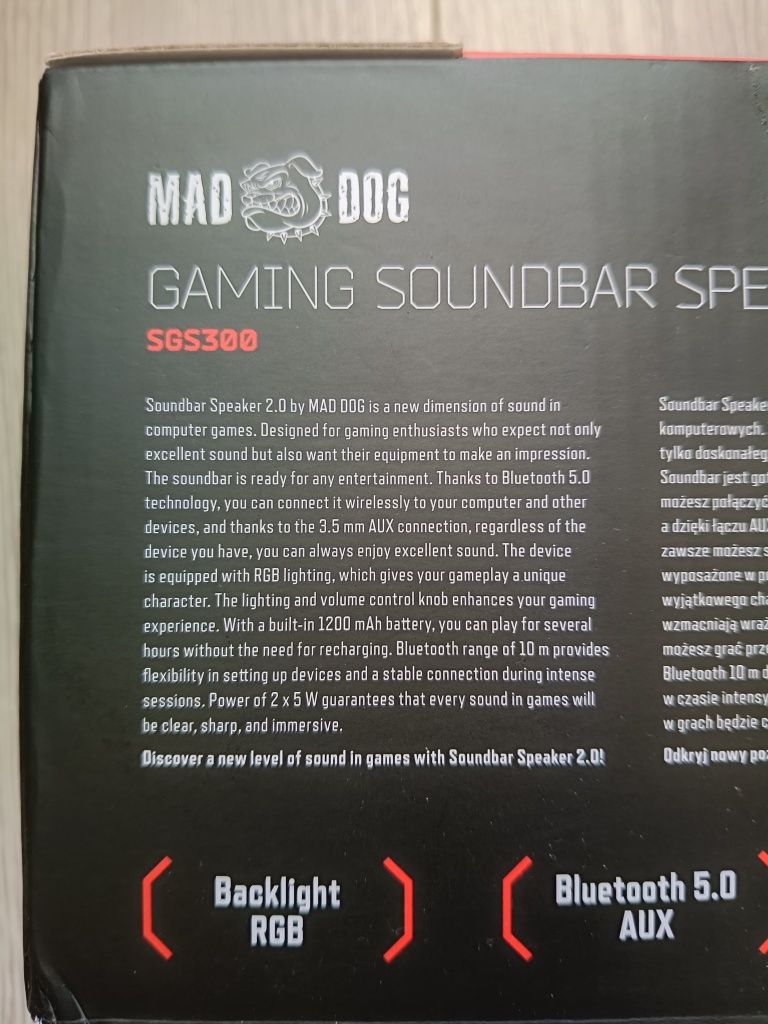 MAD DOG
GAMING SOUNDBAR SPE
SGS300
Soundbar Speaker 2.0 by MAD DOG is a new dimension of sound in
computer games. Designed for gaming enthusiasts who expect not only
excellent sound but also want their equipment to make an impression.
The soundbar is ready for any entertainment. Thanks to Bluetooth 5.0
technology, you can connect it wirelessly to your computer and other
devices, and thanks to the 3.5 mm AUX connection, regardless of the
device you have, you can always enjoy excellent sound. The device
is equipped with RGB lighting, which gives your gameplay a unique
character. The lighting and volume control knob enhances your gaming
experience. With a built-in 1200 mAh battery, you can play for several
hours without the need for recharging. Bluetooth range of 10 m provides
flexibility in setting up devices and a stable connection during intense
sessions. Power of 2 x 5 W guarantees that every sound in games will
be clear, sharp, and immersive.
Discover a new level of sound in games with Soundbar Speaker 2.0!
Soundbar Speake
komputerowych.
tylko doskonałeg
Soundbar jest got
możesz połączyć
a dzięki łączu AUX
zawsze możesz s
wyposażone w po
wyjątkowego cha
wzmacniają wraż
możesz grać prze
Bluetooth 10 m d
w czasie intensy
w grach będzie c
Odkryj nowy poz
Backlight
RGB
Bluetooth 5.0
AUX